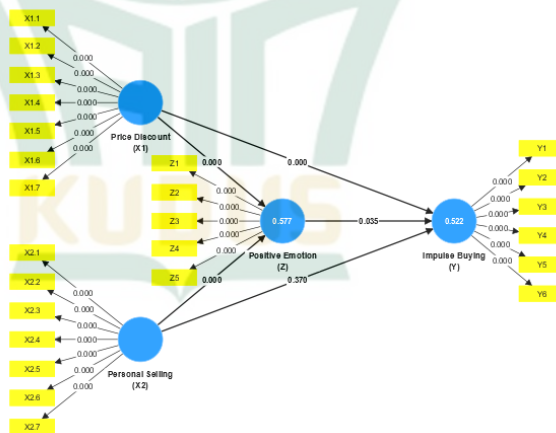 X1.1
X1.2
X1.3
X1.4
X1.5
X1.6
X1.7
0.000
0.000
0.000
0.000
0.000
0.000
0.000
Price Discount
(X1)
Z1
Z2
Z3
Z4
Z5
0.000
0.000
0.000
0.000
0.000
0.000
0.000
0.577
Positive Emotion
(Z)
0.035
0.000
0.370
0.522
Impulse Buying
(Y)
0.000
0.000
0.000
0.000
0.000
0.000
Y1
Y2
Y3
Y4
Y5
Y6
X2.1
X2.2
X2.3
X2.4
X2.5
X2.6
X2.7
0.000
0.000
0.000
0.000
0.000
0.000
0.000
Personal Selling
(X2)
KUDUS